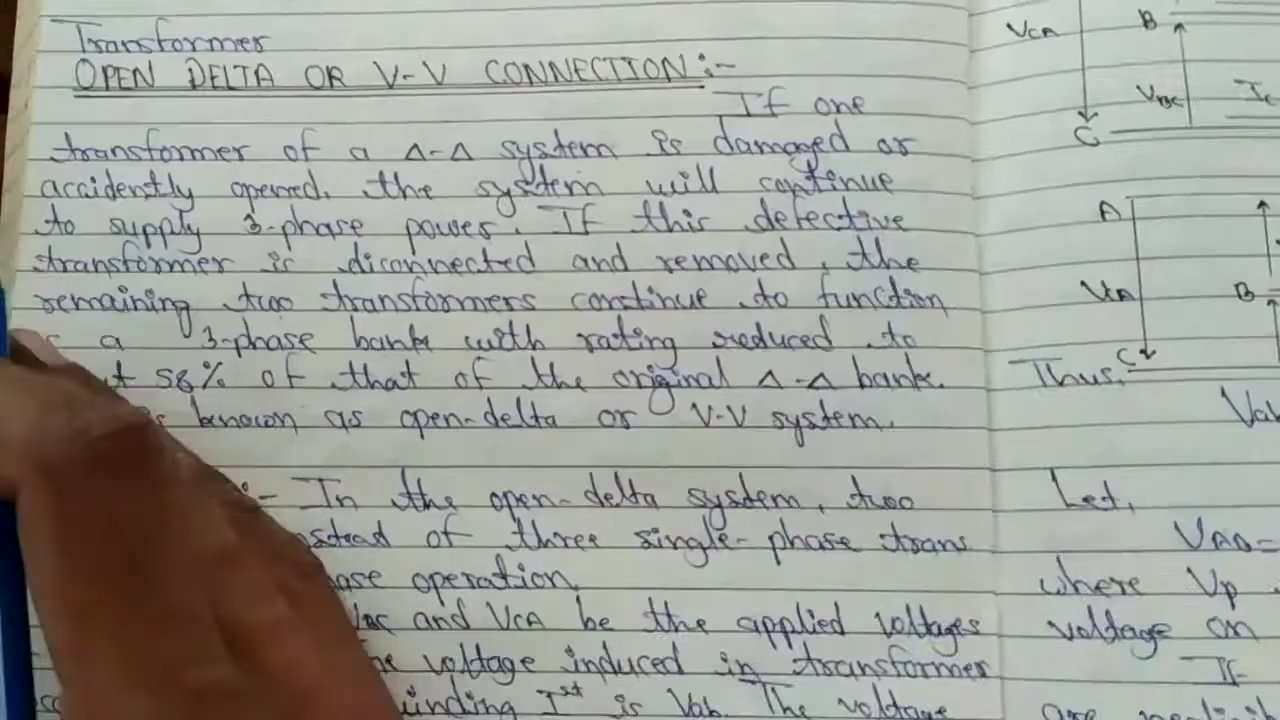 Transformer
OPEN DELTA OR V-V CONNECTION:-
If one
transformer of a Δ-Δ system is damaged or
accidently opened, the system will continue
to supply 3-phase power. If this defective
transformer is diconnected and removed, the
remaining two transformers continue to function
a 3-phase bank with rating reduced to
58% of that of the original Δ-Δ bank.
known as open-delta or V-V system.
:- In the open-delta system, two
of three single-phase trans
operation
and VCA be the applied voltages
voltage induced in transformer
Ist is Vab. The voltage
VCA
B
VBC
C
A
VCA
B
C
Thus.
Let,
where Vp
voltage on
If
are